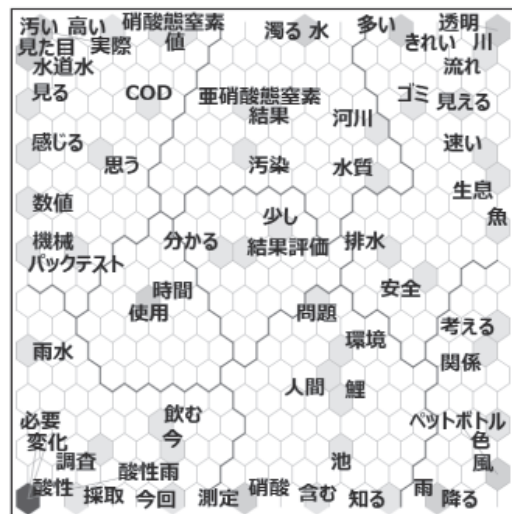 汚い 高い 硝酸態窒素 濁る 水 多い 透明
見た目 実際 値 きれい 川
水道水 流れ
見る COD 亜硝酸態窒素 ゴミ 見える
結果 河川
感じる 思う 汚染 水質 速い
数値 生息
少し 魚
機械 分かる 結果評価 排水
パックテスト
時間 安全
使用 問題
雨水 環境 考える
関係
人間 鯉
必要 飲む ペットボトル
変化 今 色
調査 池 風
酸性 酸性雨
採取 今回 測定 硝酸 含む 知る 雨 降る